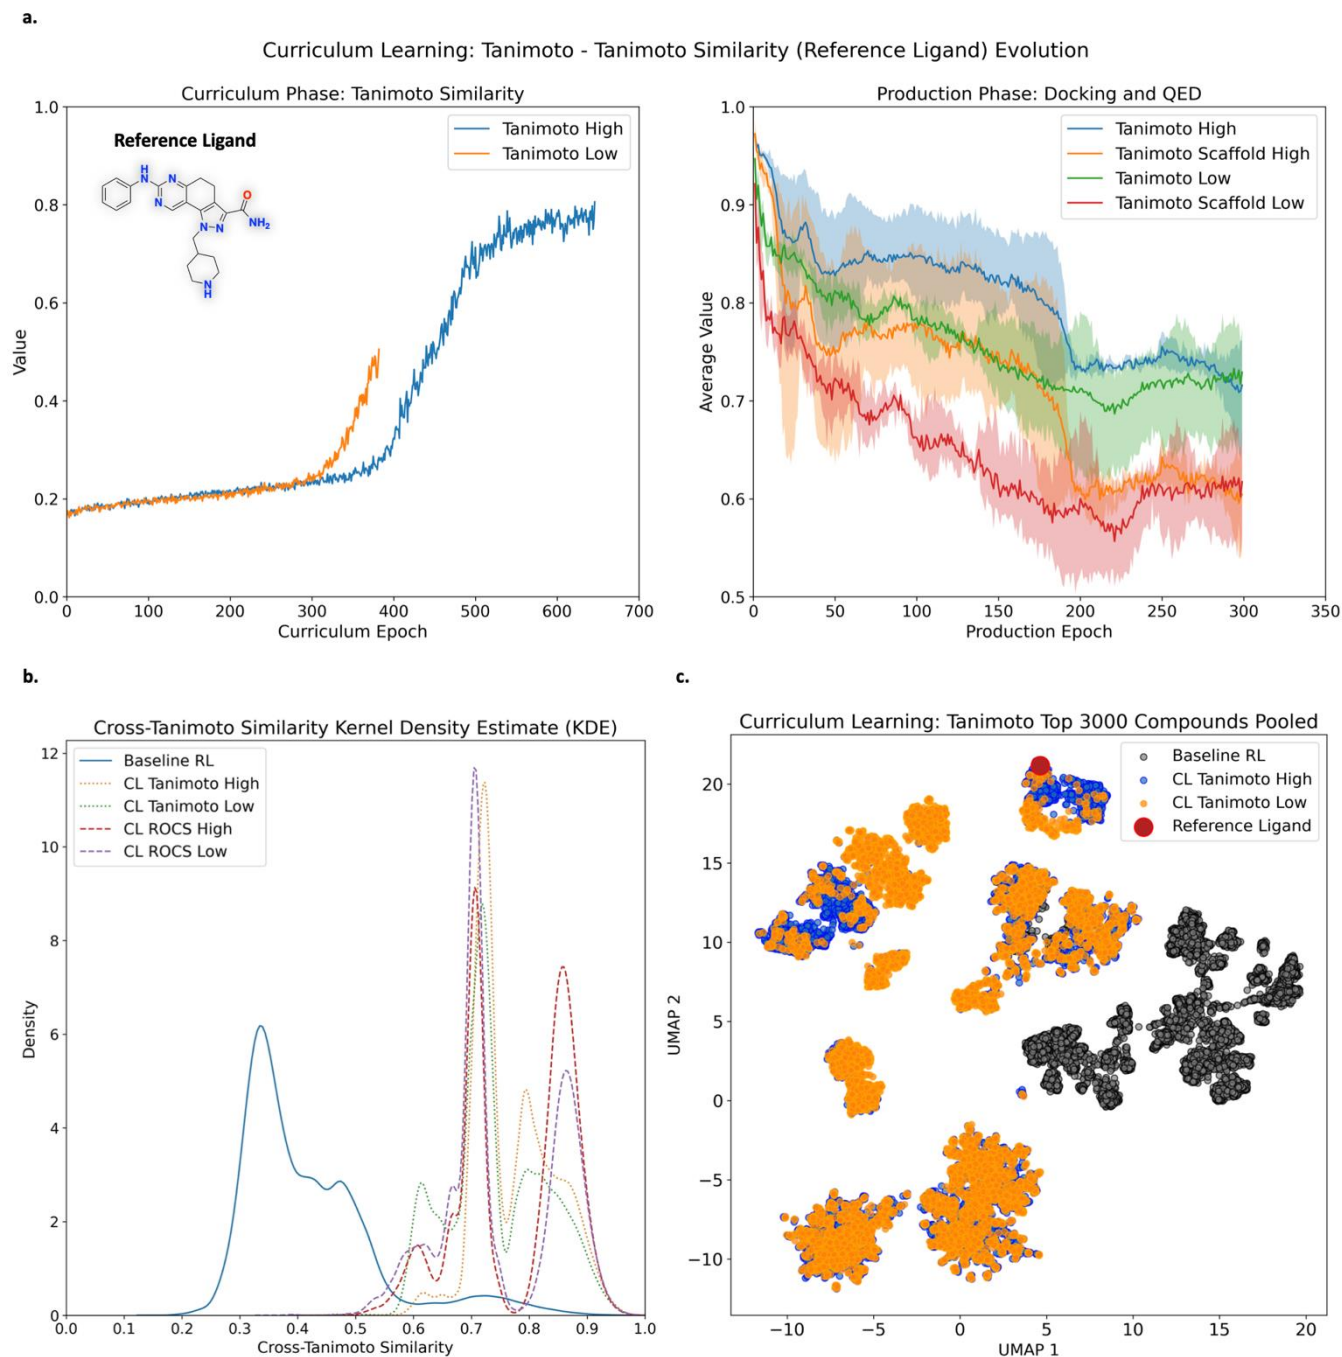 a.
Curriculum Learning: Tanimoto - Tanimoto Similarity (Reference Ligand) Evolution
Curriculum Phase: Tanimoto Similarity
Reference Ligand
Tanimoto High
Tanimoto Low
H
N
N
N
N
N
N
O
NH2
N
H
1.0
0.8
0.6
0.4
0.2
0.0
Value
0
100
200
300
400
500
600
700
Curriculum Epoch
Production Phase: Docking and QED
Tanimoto High
Tanimoto Scaffold High
Tanimoto Low
Tanimoto Scaffold Low
1.0
0.9
0.8
0.7
0.6
0.5
Average Value
0
50
100
150
200
250
300
350
Production Epoch
b.
Cross-Tanimoto Similarity Kernel Density Estimate (KDE)
Baseline RL
CL Tanimoto High
CL Tanimoto Low
CL ROCS High
CL ROCS Low
12
10
8
6
4
2
0
Density
0.0
0.1
0.2
0.3
0.4
0.5
0.6
0.7
0.8
0.9
1.0
Cross-Tanimoto Similarity
c.
Curriculum Learning: Tanimoto Top 3000 Compounds Pooled
Baseline RL
CL Tanimoto High
CL Tanimoto Low
Reference Ligand
20
15
10
5
0
−5
−10
UMAP 2
−10
−5
0
5
10
15
20
UMAP 1